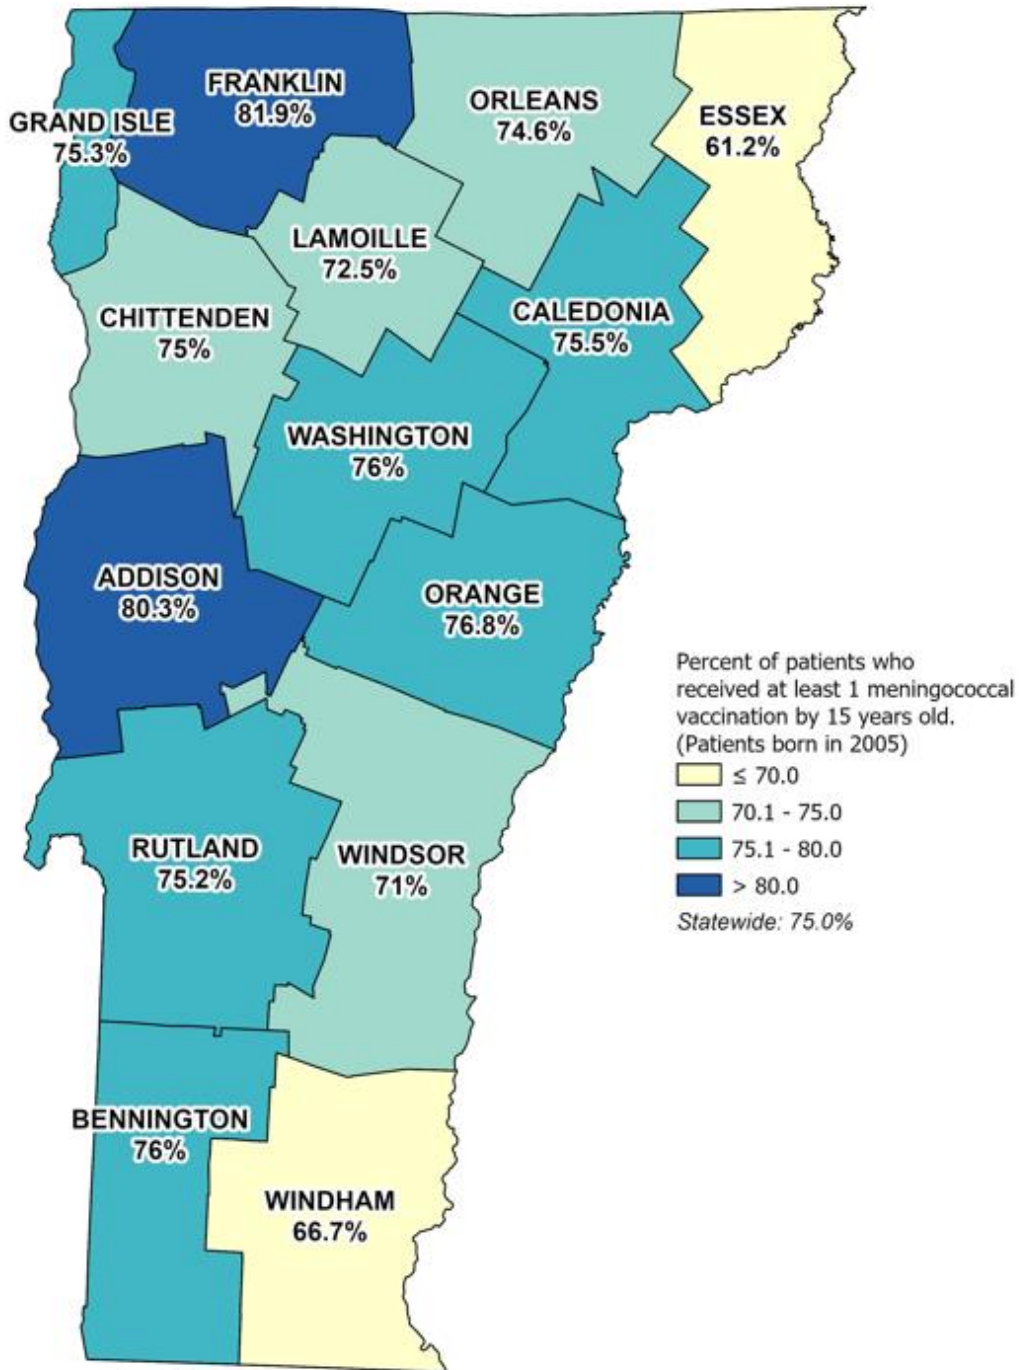 FRANKLIN
81.9%
ORLEANS
74.6%
ESSEX
61.2%
GRAND ISLE
75.3%
LAMOILLE
72.5%
CHITTENDEN
75%
CALEDONIA
75.5%
WASHINGTON
76%
ADDISON
80.3%
ORANGE
76.8%
RUTLAND
75.2%
WINDSOR
71%
BENNINGTON
76%
WINDHAM
66.7%
Percent of patients who
received at least 1 meningococcal
vaccination by 15 years old.
(Patients born in 2005)
≤ 70.0
70.1 - 75.0
75.1 - 80.0
> 80.0
Statewide: 75.0%